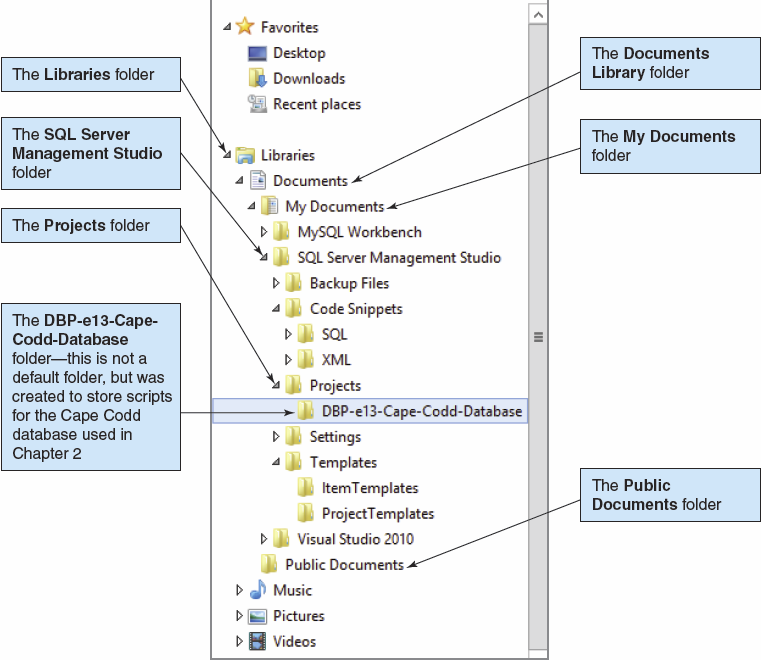 Favorites
Desktop
Downloads
Recent places
Libraries
Documents
My Documents
MySQL Workbench
SQL Server Management Studio
Backup Files
Code Snippets
SQL
XML
Projects
DBP-e13-Cape-Codd-Database
Settings
Templates
ItemTemplates
ProjectTemplates
Visual Studio 2010
Public Documents
Music
Pictures
Videos
The Libraries folder
The SQL Server
Management Studio
folder
The Projects folder
The DBP-e13-Cape-
Codd-Database
folder—this is not a
default folder, but was
created to store scripts
for the Cape Codd
database used in
Chapter 2
The Documents
Library folder
The My Documents
folder
The Public
Documents folder